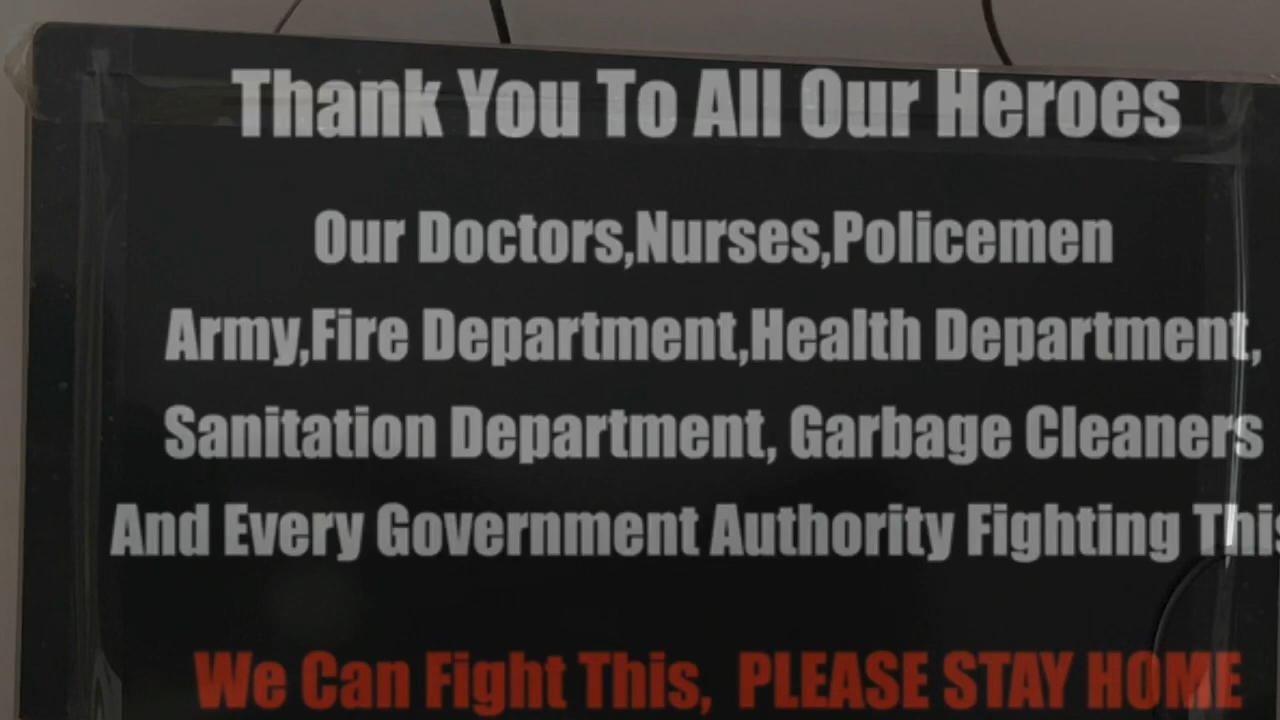 Thank You To All Our Heroes
Our Doctors,Nurses,Policemen
Army,Fire Department,Health Department,
Sanitation Department, Garbage Cleaners
And Every Government Authority Fighting This
We Can Fight This, PLEASE STAY HOME